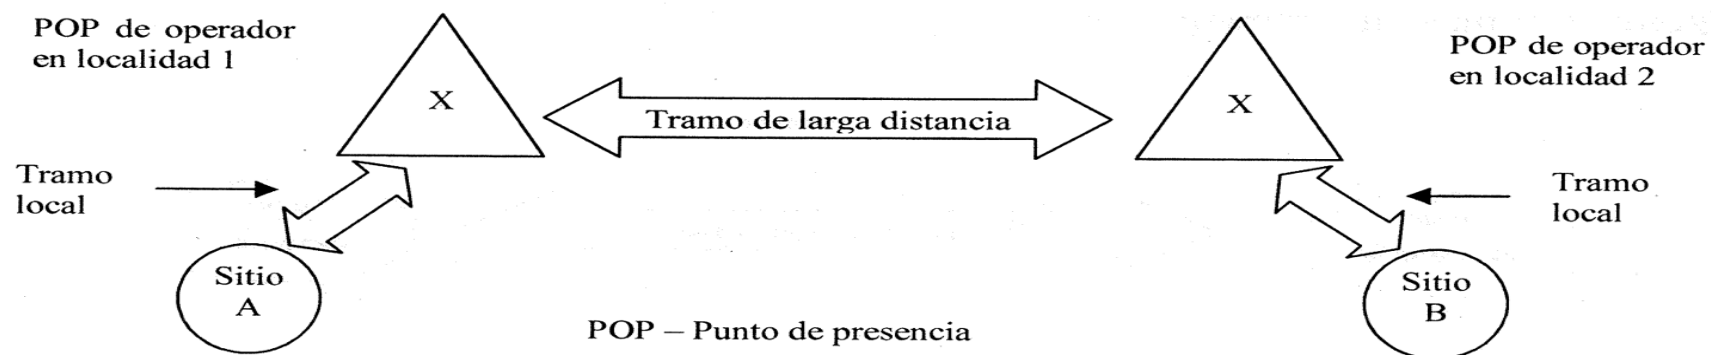 POP de operador
en localidad 1
X
Tramo de larga distancia
X
POP de operador
en localidad 2
Tramo
local
Tramo
local
Sitio
A
Sitio
B
POP – Punto de presencia